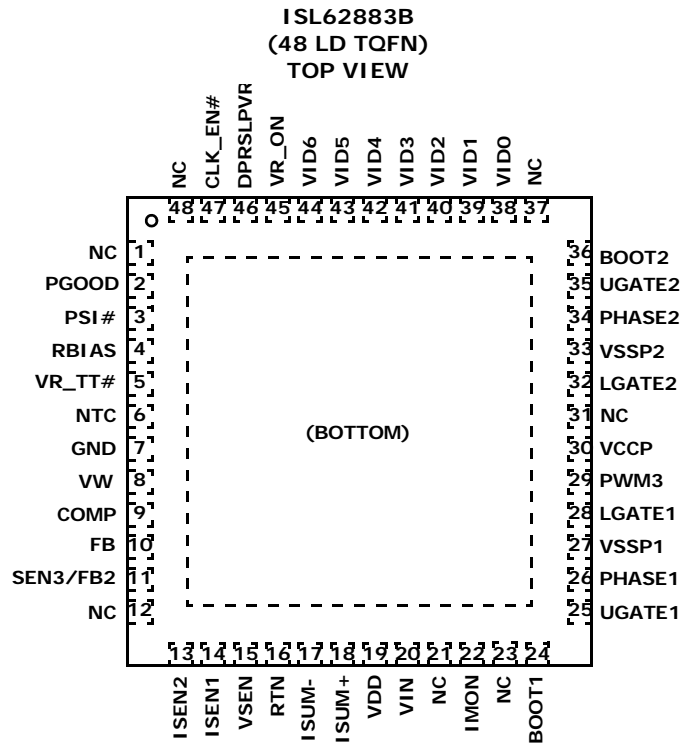 ISL62883B
(48 LD TQFN)
TOP VIEW
NC
CLK_EN#
DPRSLPVR
VR_ON
VID6
VID5
VID4
VID3
VID2
VID1
VID0
NC
48 47 46 45 44 43 42 41 40 39 38 37
NC 1
PGOOD 2
PSI# 3
RBIAS 4
VR_TT# 5
NTC 6
GND 7
VW 8
COMP 9
FB 10
SEN3/FB2 11
NC 12
(BOTTOM)
36 BOOT2
35 UGATE2
34 PHASE2
33 VSSP2
32 LGATE2
31 NC
30 VCCP
29 PWM3
28 LGATE1
27 VSSP1
26 PHASE1
25 UGATE1
13 14 15 16 17 18 19 20 21 22 23 24
ISEN2
ISEN1
VSEN
RTN
ISUM-
ISUM+
VDD
VIN
NC
IMON
NC
BOOT1